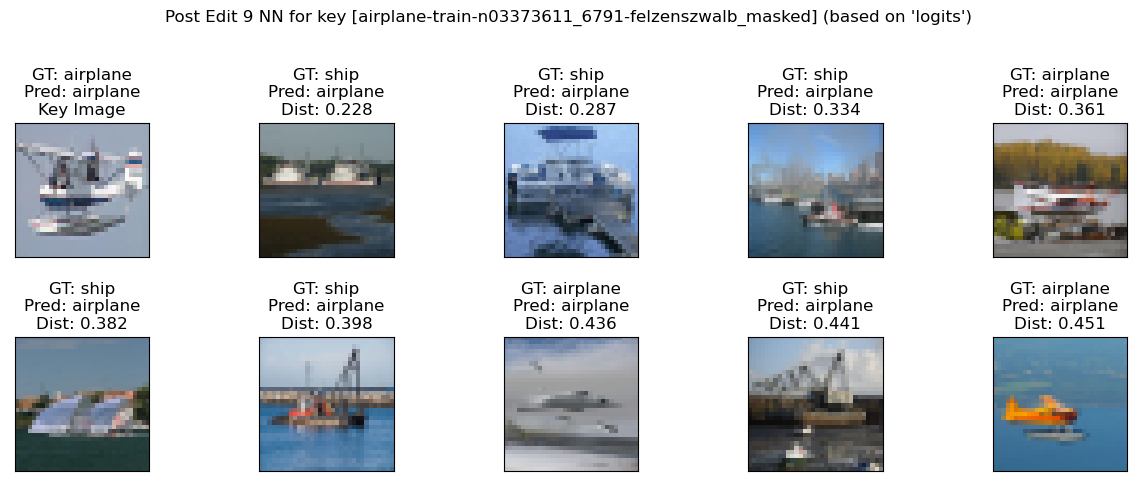 Post Edit 9 NN for key [airplane-train-n03373611_6791-felzenszwalb_masked] (based on 'logits')
GT: airplane
Pred: airplane
Key Image
GT: ship
Pred: airplane
Dist: 0.228
GT: ship
Pred: airplane
Dist: 0.287
GT: ship
Pred: airplane
Dist: 0.334
GT: airplane
Pred: airplane
Dist: 0.361
GT: ship
Pred: airplane
Dist: 0.382
GT: ship
Pred: airplane
Dist: 0.398
GT: airplane
Pred: airplane
Dist: 0.436
GT: ship
Pred: airplane
Dist: 0.441
GT: airplane
Pred: airplane
Dist: 0.451